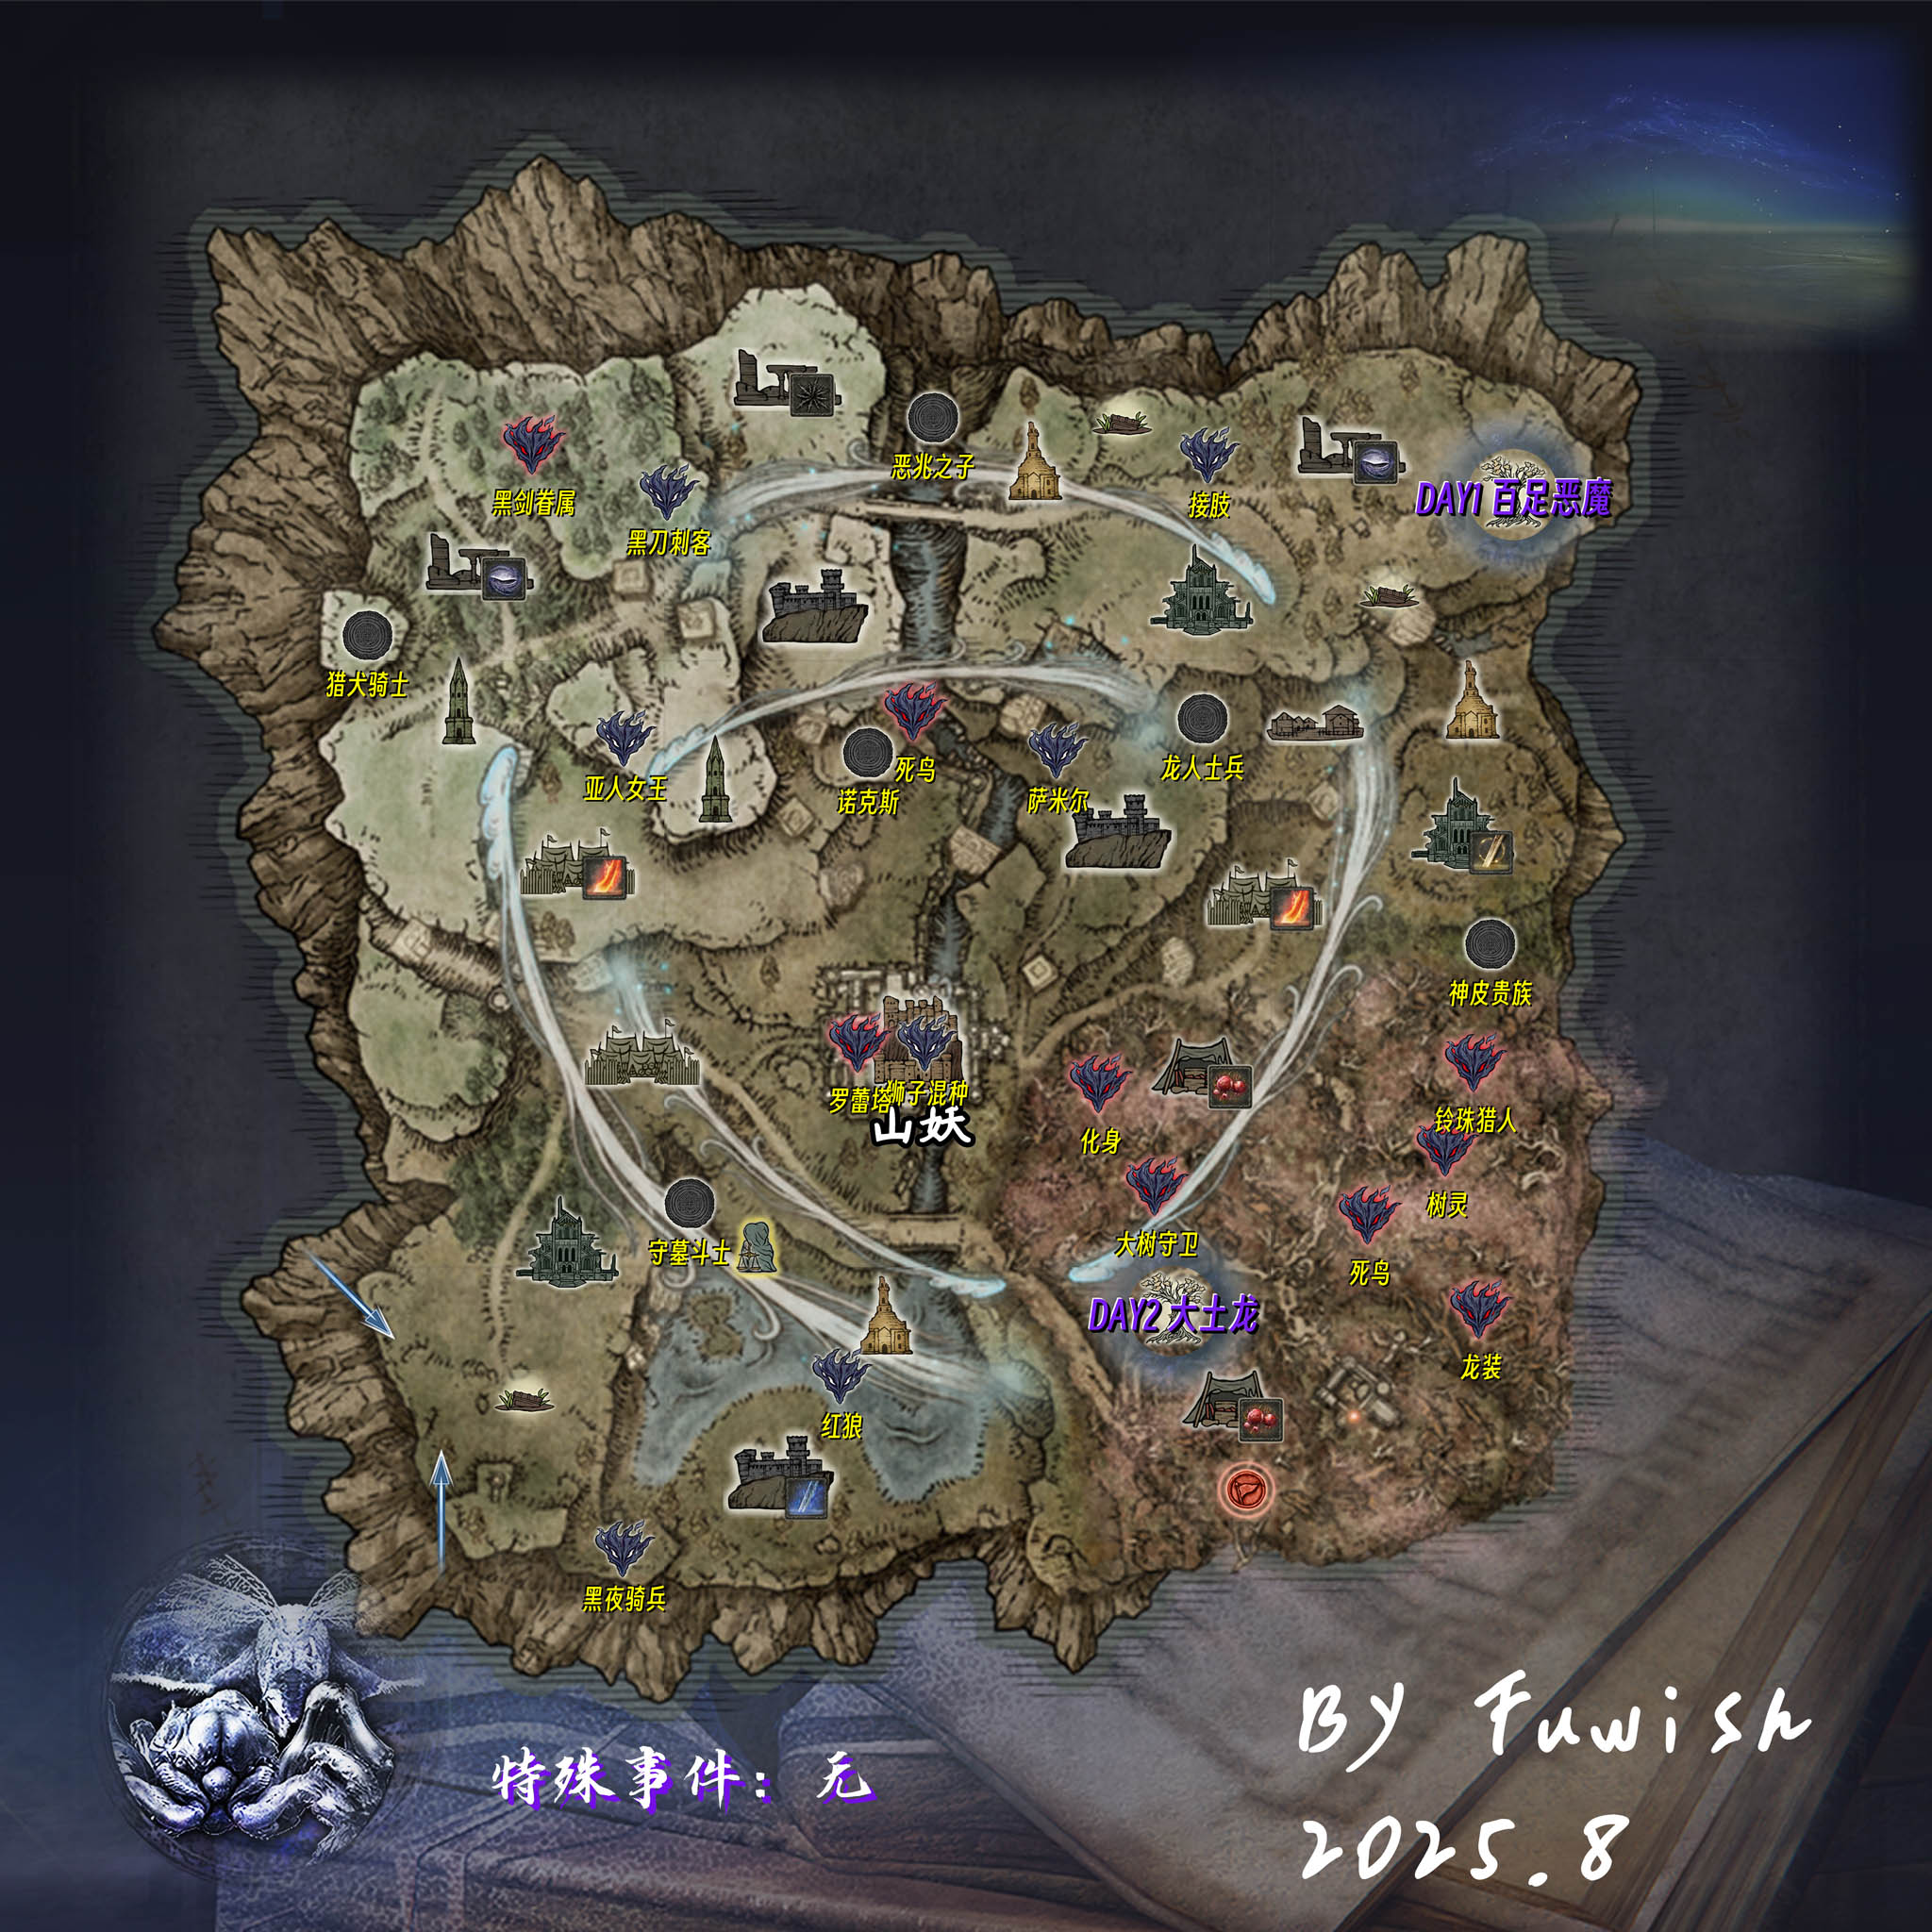 恶兆之子
接肢
DAY1 百足恶魔
黑剑眷属
黑刀刺客
猎犬骑士
亚人女王
死鸟
诺克斯
萨米尔
龙人士兵
神皮贵族
罗蕾塔
狮子混种
山妖
化身
铃珠猎人
树灵
大树守卫
守墓斗士
死鸟
DAY2 大土龙
龙装
红狼
黑夜骑兵
特殊事件：无
BY Fuwish
2025.8